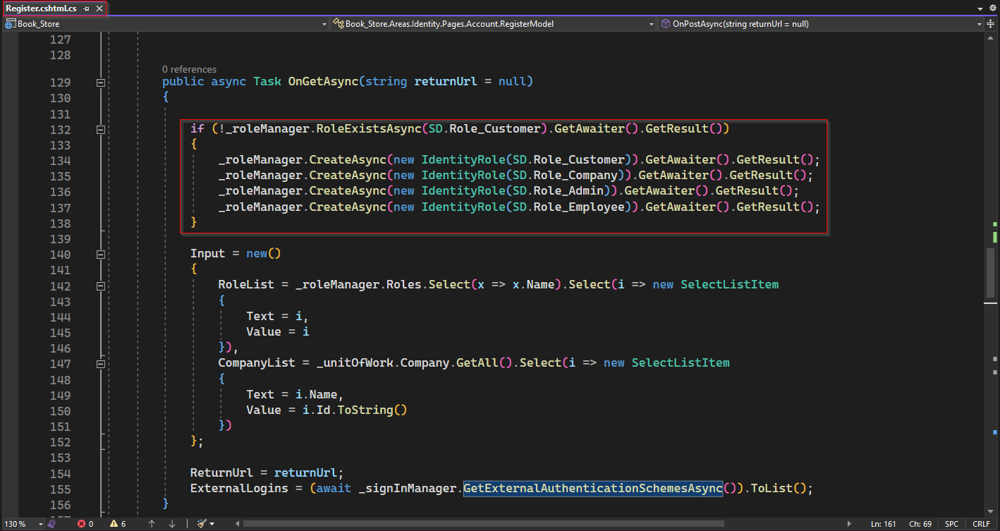 Register.cshtml.cs
Book_Store
Book_Store.Areas.Identity.Pages.Account.RegisterModel
OnPostAsync(string returnUrl = null)
127
128
0 references
129 public async Task OnGetAsync(string returnUrl = null)
130 {
131
132 if (!_roleManager.RoleExistsAsync(SD.Role_Customer).GetAwaiter().GetResult())
133 {
134 _roleManager.CreateAsync(new IdentityRole(SD.Role_Customer)).GetAwaiter().GetResult();
135 _roleManager.CreateAsync(new IdentityRole(SD.Role_Company)).GetAwaiter().GetResult();
136 _roleManager.CreateAsync(new IdentityRole(SD.Role_Admin)).GetAwaiter().GetResult();
137 _roleManager.CreateAsync(new IdentityRole(SD.Role_Employee)).GetAwaiter().GetResult();
138 }
139
140 Input = new()
141 {
142 RoleList = _roleManager.Roles.Select(x => x.Name).Select(i => new SelectListItem
143 {
144 Text = i,
145 Value = i
146 }),
147 CompanyList = _unitOfWork.Company.GetAll().Select(i => new SelectListItem
148 {
149 Text = i.Name,
150 Value = i.Id.ToString()
151 })
152 };
153
154 ReturnUrl = returnUrl;
155 ExternalLogins = (await _signInManager.GetExternalAuthenticationSchemesAsync()).ToList();
156 }
130 % 0 6 Ln: 161 Ch: 69 SPC CRLF